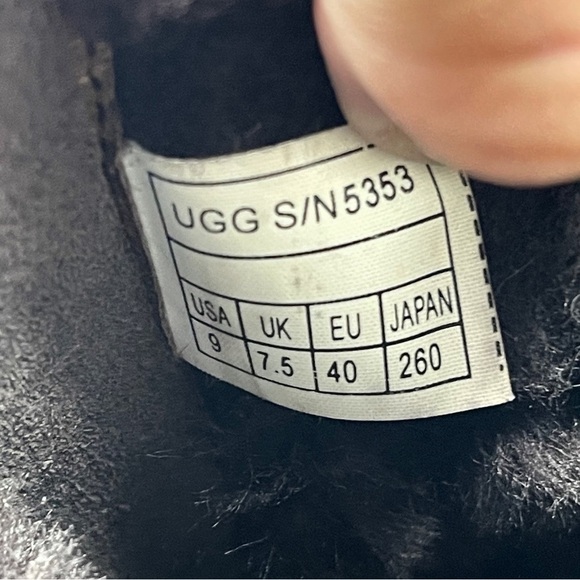 UGG S/N 5353
USA UK EU JAPAN
9 7.5 40 260